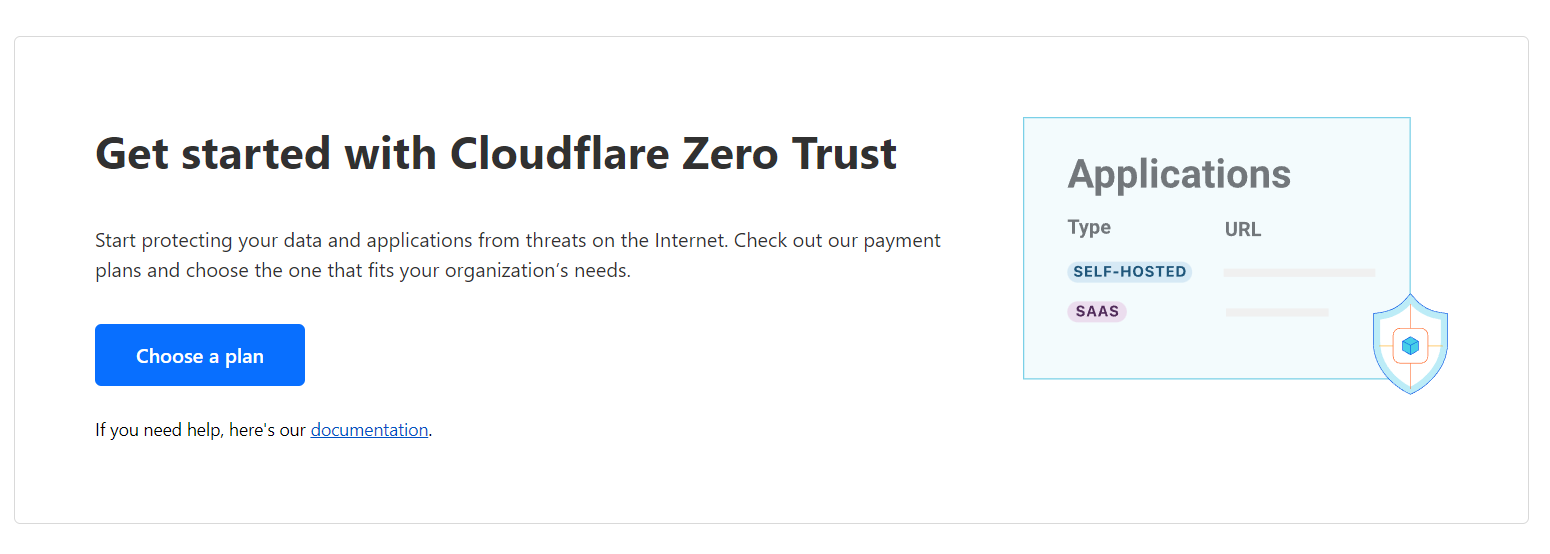 Get started with Cloudflare Zero Trust
Start protecting your data and applications from threats on the Internet. Check out our payment
plans and choose the one that fits your organization’s needs.
Choose a plan
If you need help, here's our documentation.
Applications
Type URL
SELF-HOSTED
SAAS